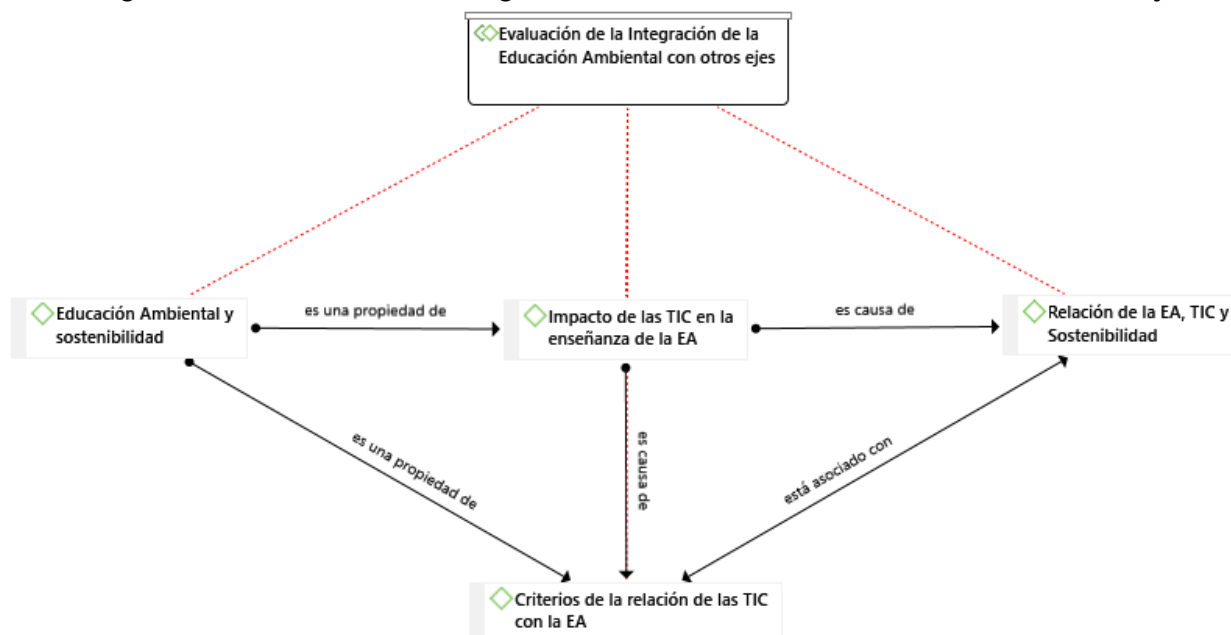 Evaluación de la Integración de la
Educación Ambiental con otros ejes
Educación Ambiental y
sostenibilidad
es una propiedad de
Impacto de las TIC en la
enseñanza de la EA
es causa de
Relación de la EA, TIC y
Sostenibilidad
es una propiedad de
es causa de
está asociado con
Criterios de la relación de las TIC
con la EA